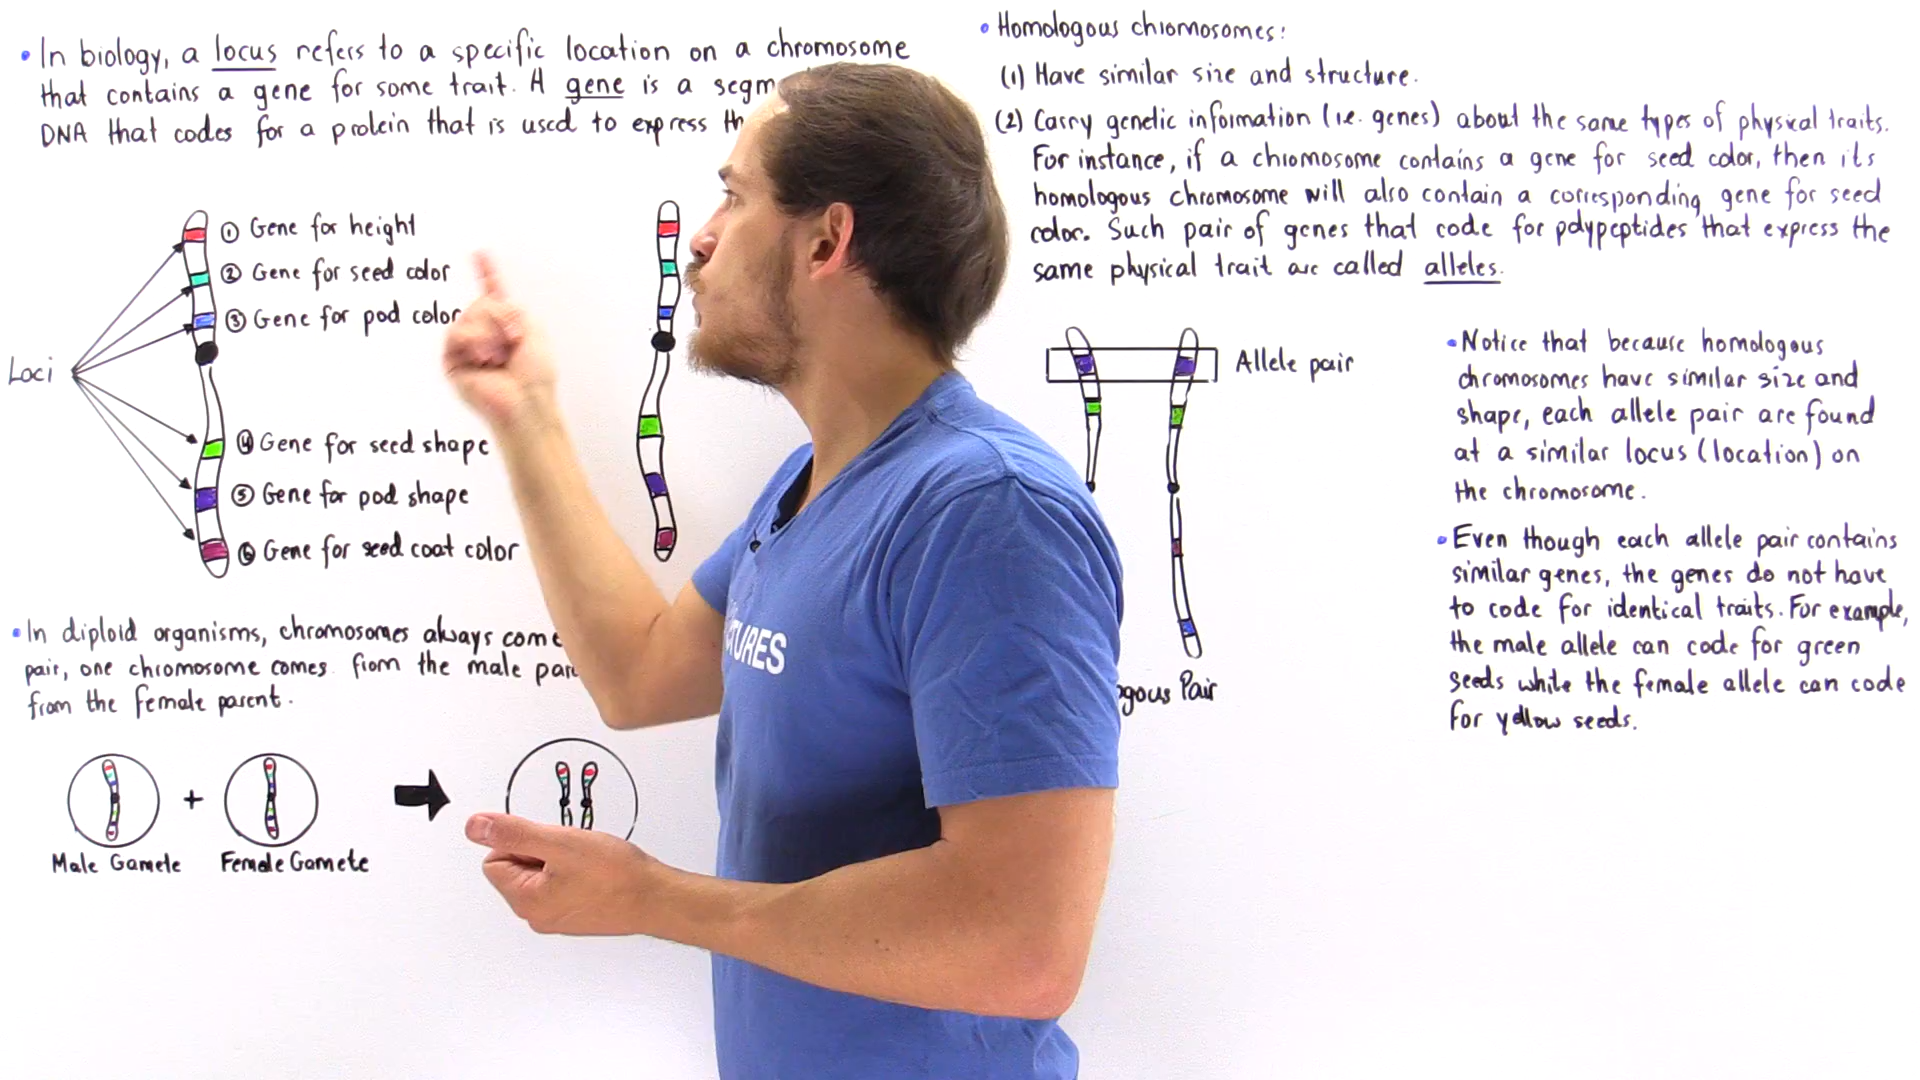 • In biology, a locus refers to a specific location on a chromosome
that contains a gene for some trait. A gene is a segm
DNA that codes for a protein that is used to express th
① Gene for height
② Gene for seed color
③ Gene for pod color
Loci
④ Gene for seed shape
⑤ Gene for pod shape
⑥ Gene for seed coat color
• In diploid organisms, chromosomes always come
pair, one chromosome comes from the male par
from the female parent.
+
Male Gamete
Female Gamete
• Homologous chromosomes:
(1) Have similar size and structure.
(2) Carry genetic information (i.e. genes) about the same types of physical traits.
For instance, if a chromosome contains a gene for seed color, then its
homologous chromosome will also contain a corresponding gene for seed
color. Such pair of genes that code for polypeptides that express the
same physical trait are called alleles.
Allele pair
ogous Pair
• Notice that because homologous
chromosomes have similar size and
shape, each allele pair are found
at a similar locus (location) on
the chromosome.
• Even though each allele pair contains
similar genes, the genes do not have
to code for identical traits. For example,
the male allele can code for green
seeds while the female allele can code
for yellow seeds.
TURES